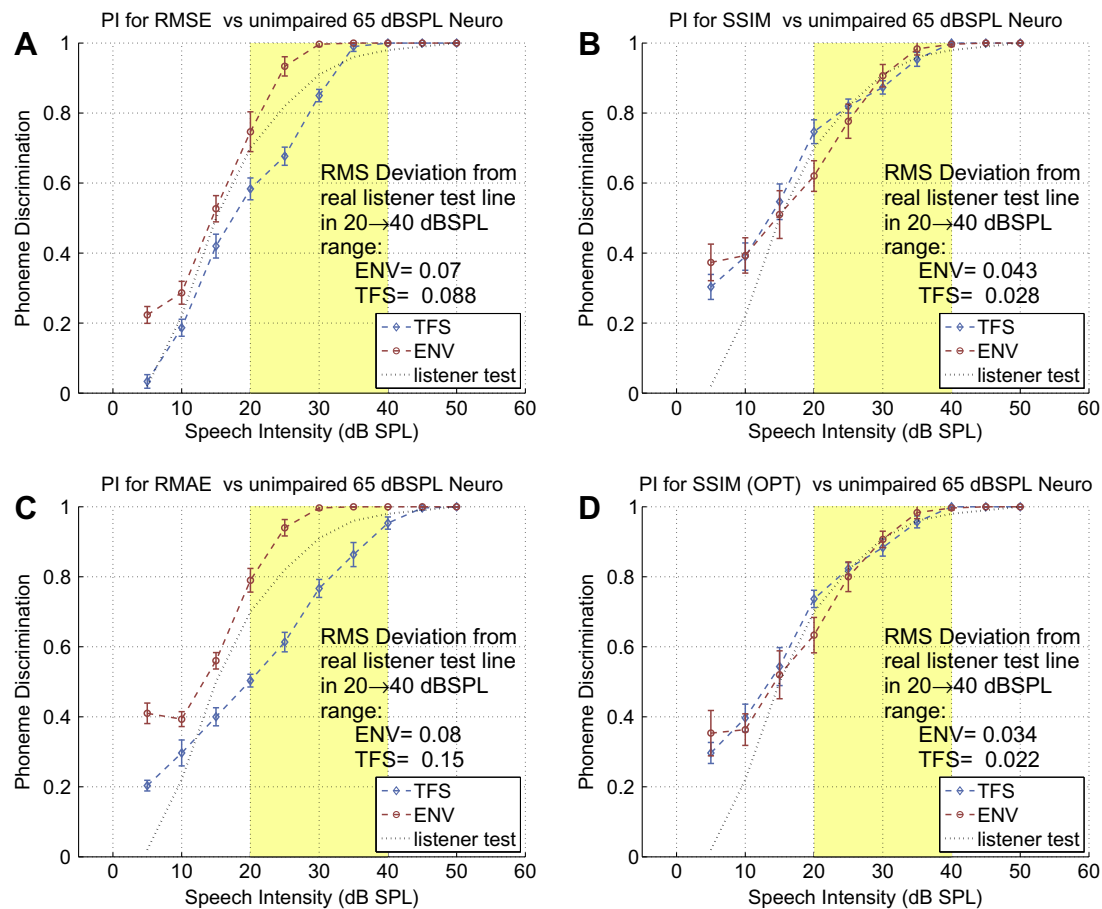 PI for RMSE vs unimpaired 65 dBSPL Neuro
A
1
0.8
0.6
0.4
0.2
0
Phoneme Discrimination
RMS Deviation from
real listener test line
in 20→40 dBSPL
range:
ENV= 0.07
TFS= 0.088
TFS
ENV
listener test
0 10 20 30 40 50 60
Speech Intensity (dB SPL)
PI for SSIM vs unimpaired 65 dBSPL Neuro
B
1
0.8
0.6
0.4
0.2
0
Phoneme Discrimination
RMS Deviation from
real listener test line
in 20→40 dBSPL
range:
ENV= 0.043
TFS= 0.028
TFS
ENV
listener test
0 10 20 30 40 50 60
Speech Intensity (dB SPL)
PI for RMAE vs unimpaired 65 dBSPL Neuro
C
1
0.8
0.6
0.4
0.2
0
Phoneme Discrimination
RMS Deviation from
real listener test line
in 20→40 dBSPL
range:
ENV= 0.08
TFS= 0.15
TFS
ENV
listener test
0 10 20 30 40 50 60
Speech Intensity (dB SPL)
PI for SSIM (OPT) vs unimpaired 65 dBSPL Neuro
D
1
0.8
0.6
0.4
0.2
0
Phoneme Discrimination
RMS Deviation from
real listener test line
in 20→40 dBSPL
range:
ENV= 0.034
TFS= 0.022
TFS
ENV
listener test
0 10 20 30 40 50 60
Speech Intensity (dB SPL)